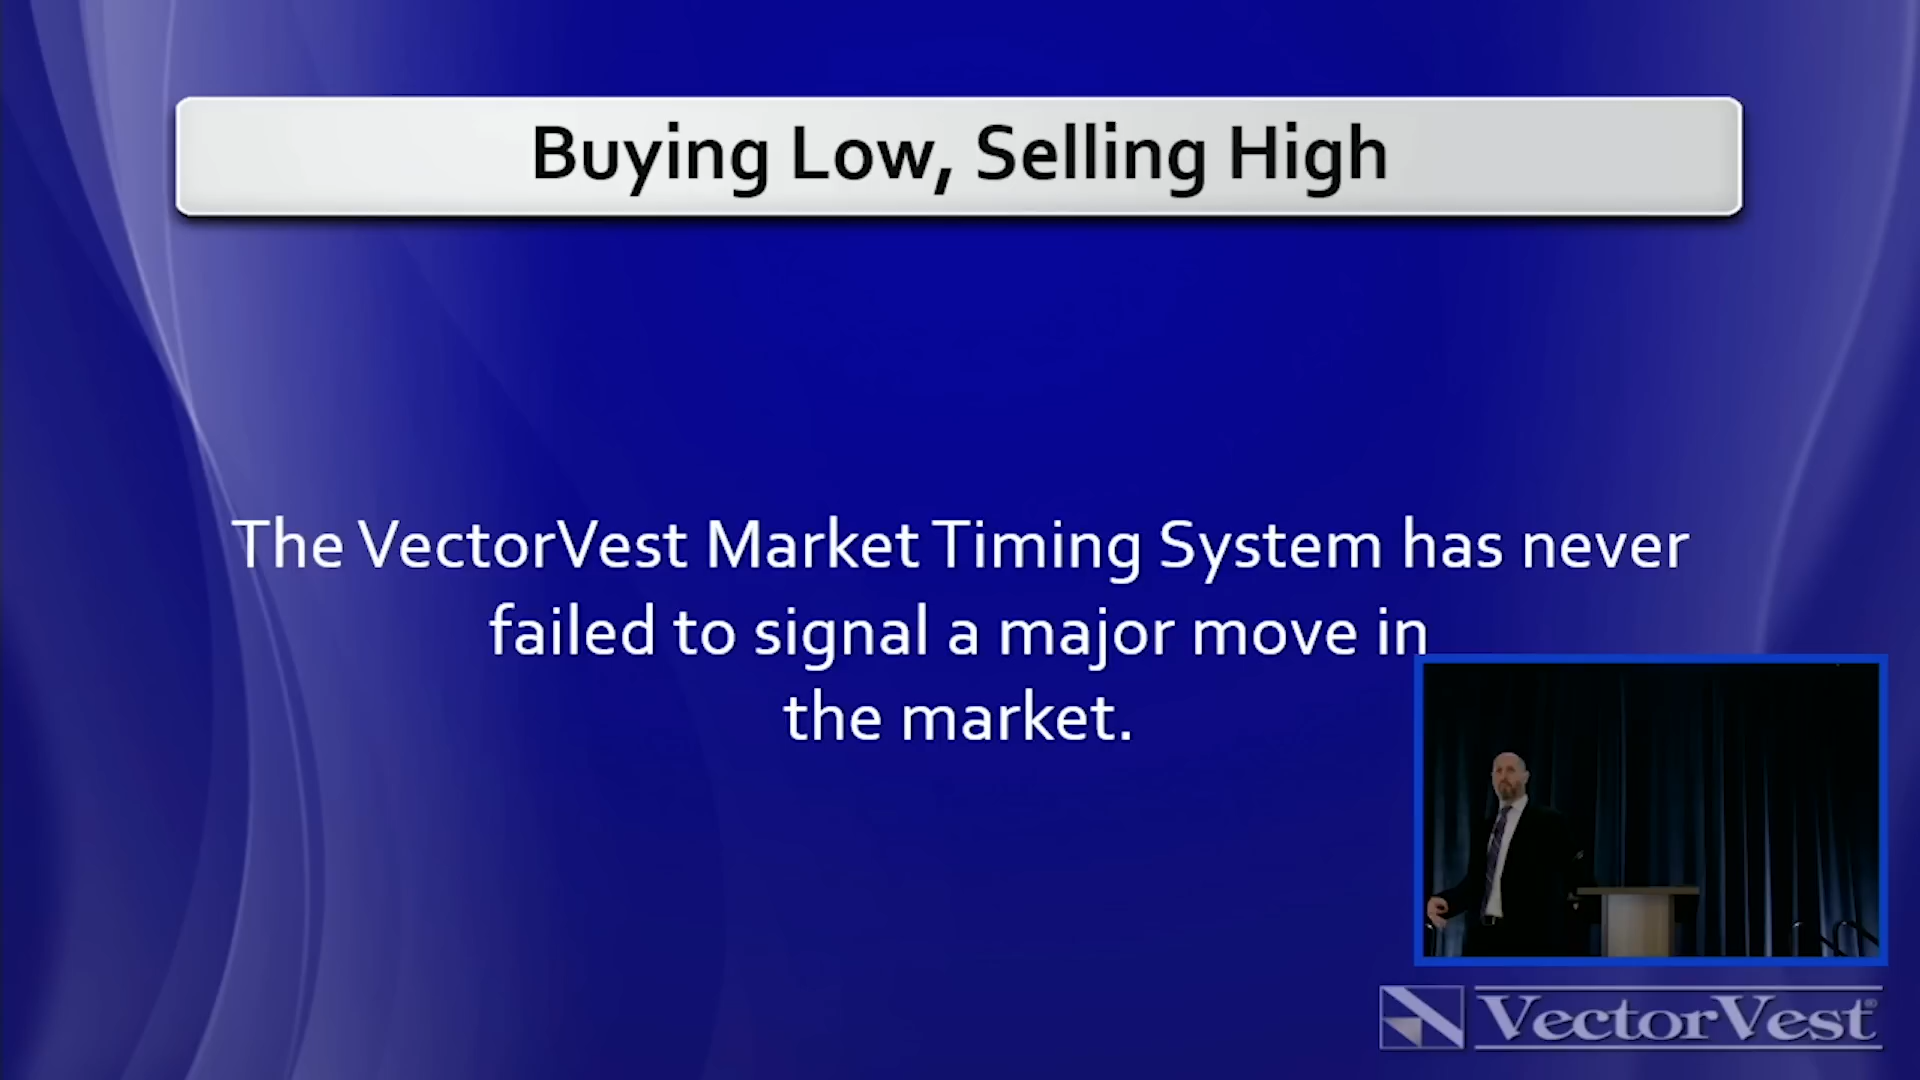 Buying Low, Selling High
The VectorVest Market Timing System has never
failed to signal a major move in
the market.
VectorVest®